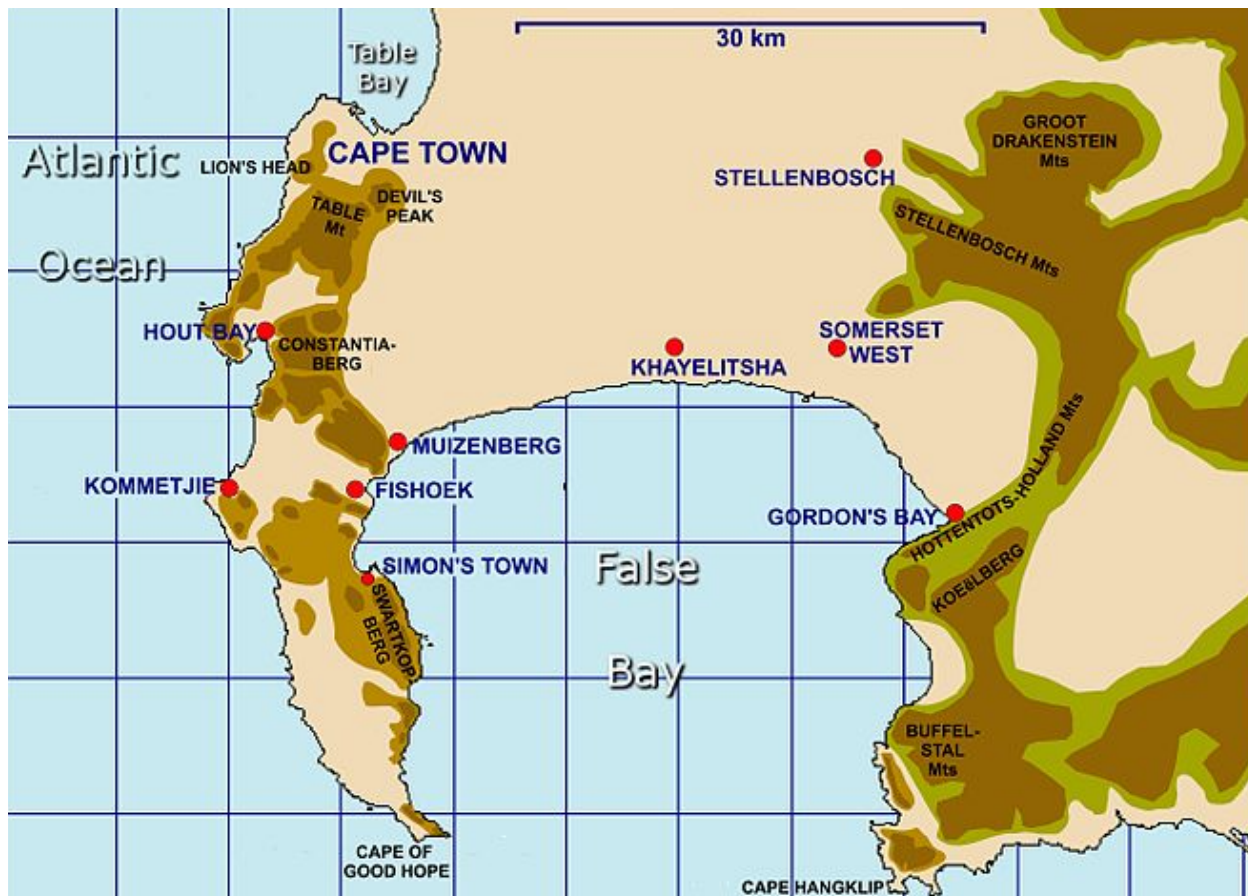 30 km
Table
Bay
GROOT
DRAKENSTEIN
Mts
Atlantic
LION'S HEAD
CAPE TOWN
STELLENBOSCH
DEVIL'S
PEAK
TABLE
Mt
STELLENBOSCH Mts
Ocean
HOUT BAY
CONSTANTIA-
BERG
SOMERSET
WEST
KHAYELITSHA
MUIZENBERG
KOMMETJIE
FISHOEK
GORDON'S BAY
HOTTENTOTS-HOLLAND Mts
SIMON'S TOWN
False
KOEëLBERG
SWARTKOP-
BERG
Bay
BUFFEL-
STAL
Mts
CAPE OF
GOOD HOPE
CAPE HANGKLIP